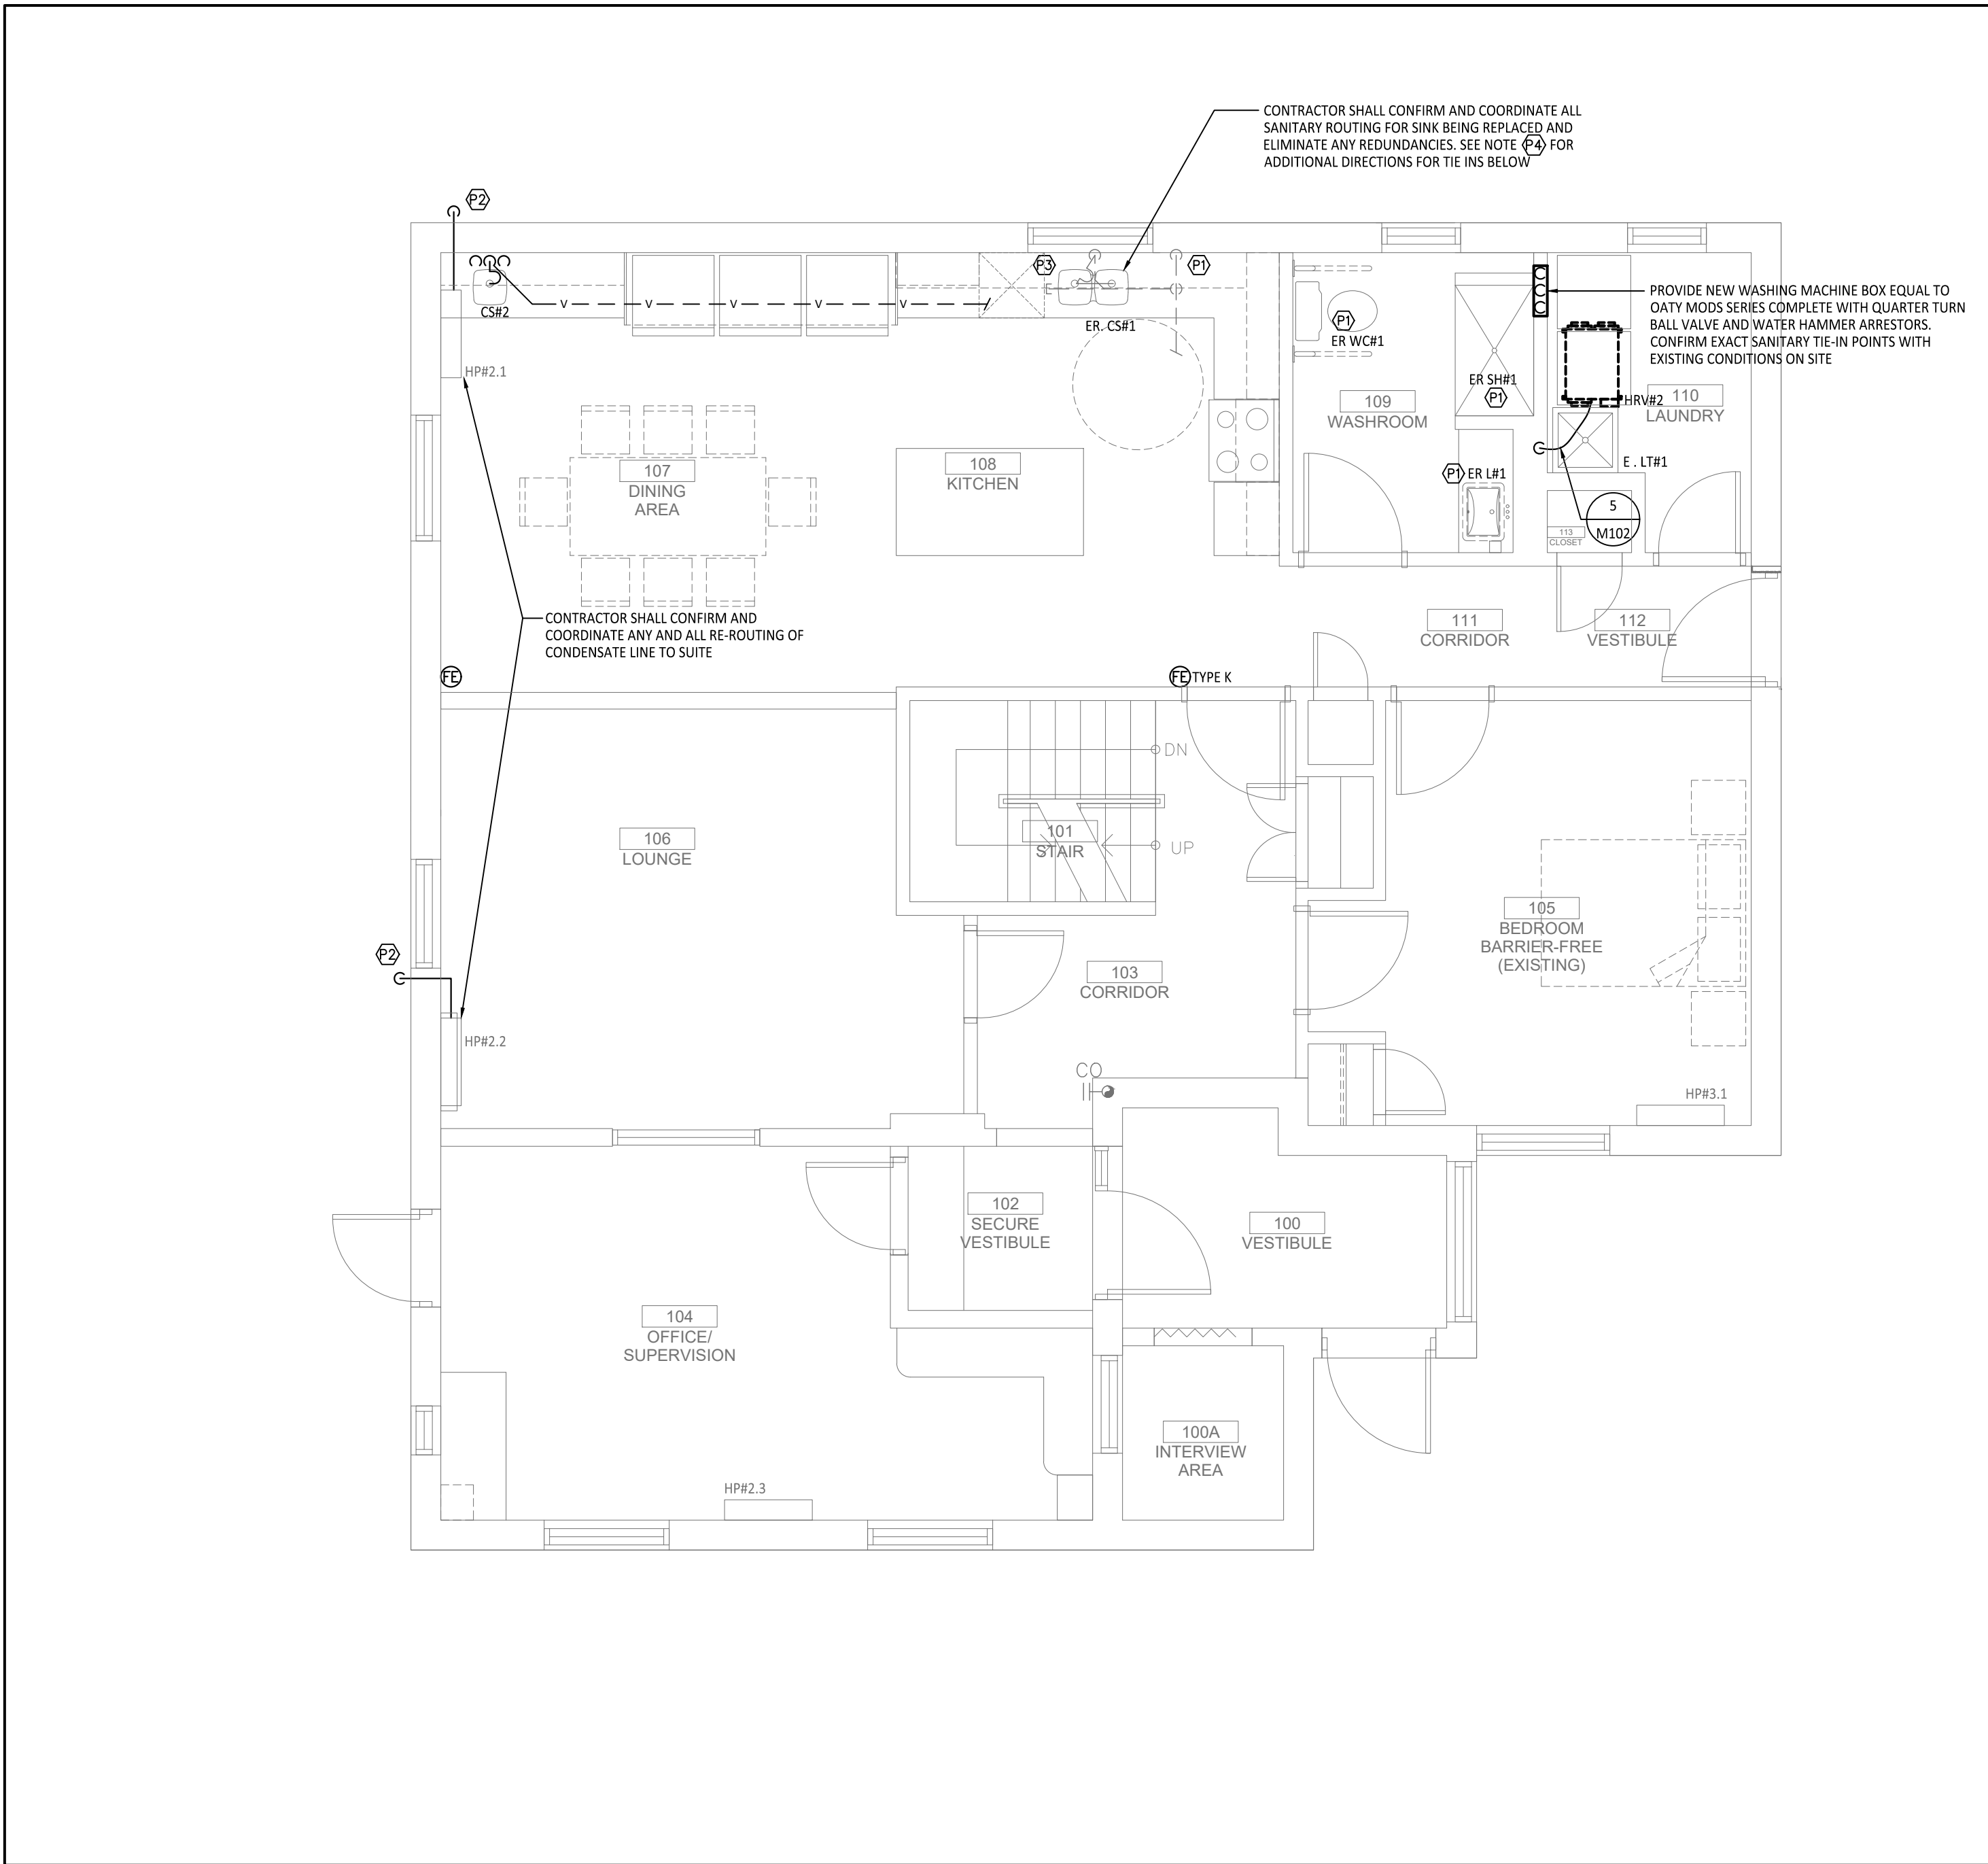 CONTRACTOR SHALL CONFIRM AND COORDINATE ALL
SANITARY ROUTING FOR SINK BEING REPLACED AND
ELIMINATE ANY REDUNDANCIES. SEE NOTE P4 FOR
ADDITIONAL DIRECTIONS FOR TIE INS BELOW
P2
P3
P1
CS#2
V V V V V
ER. CS#1
PROVIDE NEW WASHING MACHINE BOX EQUAL TO
OATY MODS SERIES COMPLETE WITH QUARTER TURN
BALL VALVE AND WATER HAMMER ARRESTORS.
CONFIRM EXACT SANITARY TIE-IN POINTS WITH
EXISTING CONDITIONS ON SITE
P1
ER WC#1
HP#2.1
ER SH#1
P1
HRV#2
109
WASHROOM
110
LAUNDRY
107
DINING
AREA
108
KITCHEN
P1 ER L#1
E . LT#1
5
M102
113
CLOSET
CONTRACTOR SHALL CONFIRM AND
COORDINATE ANY AND ALL RE-ROUTING OF
CONDENSATE LINE TO SUITE
111
CORRIDOR
112
VESTIBULE
FE
FE TYPE K
DN
101
STAIR
UP
106
LOUNGE
105
BEDROOM
BARRIER-FREE
(EXISTING)
P2
103
CORRIDOR
HP#2.2
CO
HP#3.1
102
SECURE
VESTIBULE
100
VESTIBULE
104
OFFICE/
SUPERVISION
100A
INTERVIEW
AREA
HP#2.3